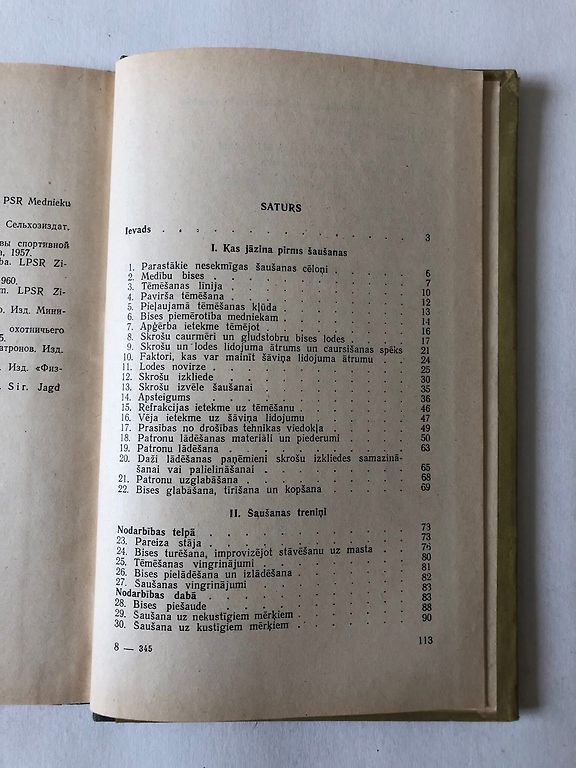 PSR Mednieku
Сельхозиздат.
вы спортивной
а, 1957.
ba. LPSR Zi-
960.
m. LPSR Zi-
о. Изд. Мини-
охотничьего
5.
атронов. Изд.
. Изд. «Физ-
. Sir. Jagd
SATURS
Ievads . . . . . . . . . . 3
I. Kas jāzina pirms šaušanas
1. Parastākie nesekmīgas šaušanas cēloņi . . . 6
2. Medību bises . . . . . . . . 7
3. Tēmēšanas līnija . . . . . . . 10
4. Pavirša tēmēšana . . . . . . . 12
5. Pieļaujamā tēmēšanas kļūda . . . . . 13
6. Bises piemērotība medniekam . . . . . 14
7. Apģērba ietekme tēmējot . . . . . 16
8. Skrošu caurmēri un gludstobru bises lodes . . 17
9. Skrošu un lodes lidojuma ātrums un caursišanas spēks 21
10. Faktori, kas var mainīt šāviņa lidojuma ātrumu . . 24
11. Lodes novirze . . . . . . . 25
12. Skrošu izkliede . . . . . . . 30
13. Skrošu izvēle šaušanai . . . . . . 35
14. Apsteigums . . . . . . . . 36
15. Refrakcijas ietekme uz tēmēšanu . . . . 46
16. Vēja ietekme uz šāviņa lidojumu . . . . 47
17. Prasības no drošības tehnikas viedokļa . . . 49
18. Patronu lādēšanas materiāli un piederumi . . . 50
19. Patronu lādēšana . . . . . . . 63
20. Daži lādēšanas paņēmieni skrošu izkliedes samazinā-
šanai vai palielināšanai . . . . . . 65
21. Patronu uzglabāšana . . . . . . 68
22. Bises glabāšana, tīrīšana un kopšana . . . . 69
II. Šaušanas treniņi
Nodarbības telpā . . . . . . . 73
23. Pareiza stāja . . . . . . . . 73
24. Bises turēšana, improvizējot stāvēšanu uz masta . . 76
25. Tēmēšanas vingrinājumi . . . . . . 80
26. Bises pielādēšana un izlādēšana . . . . . 81
27. Šaušanas vingrinājumi . . . . . . 82
Nodarbības dabā . . . . . . . 83
28. Bises piešaude . . . . . . . 83
29. Šaušana uz nekustīgiem mērķiem . . . . 88
30. Šaušana uz kustīgiem mērķiem . . . . . 90
8 — 345 113